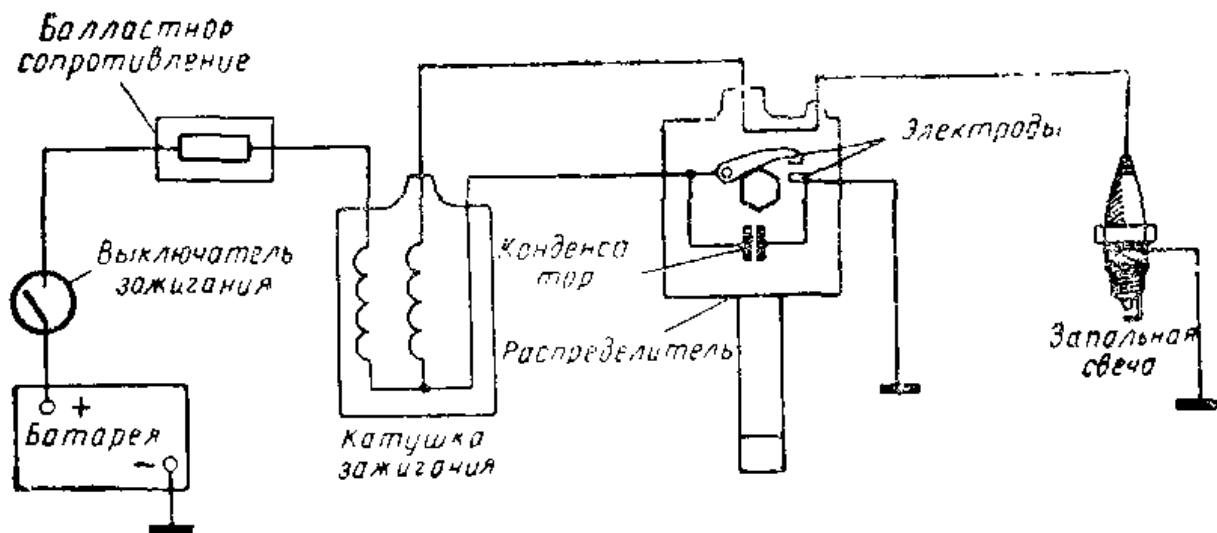 Балластное
сопротивление
Электроды
Выключатель
зажигания
Конденса
тор
Распределитель
Запальная
свеча
+
Батарея
-
Катушка
зажигания